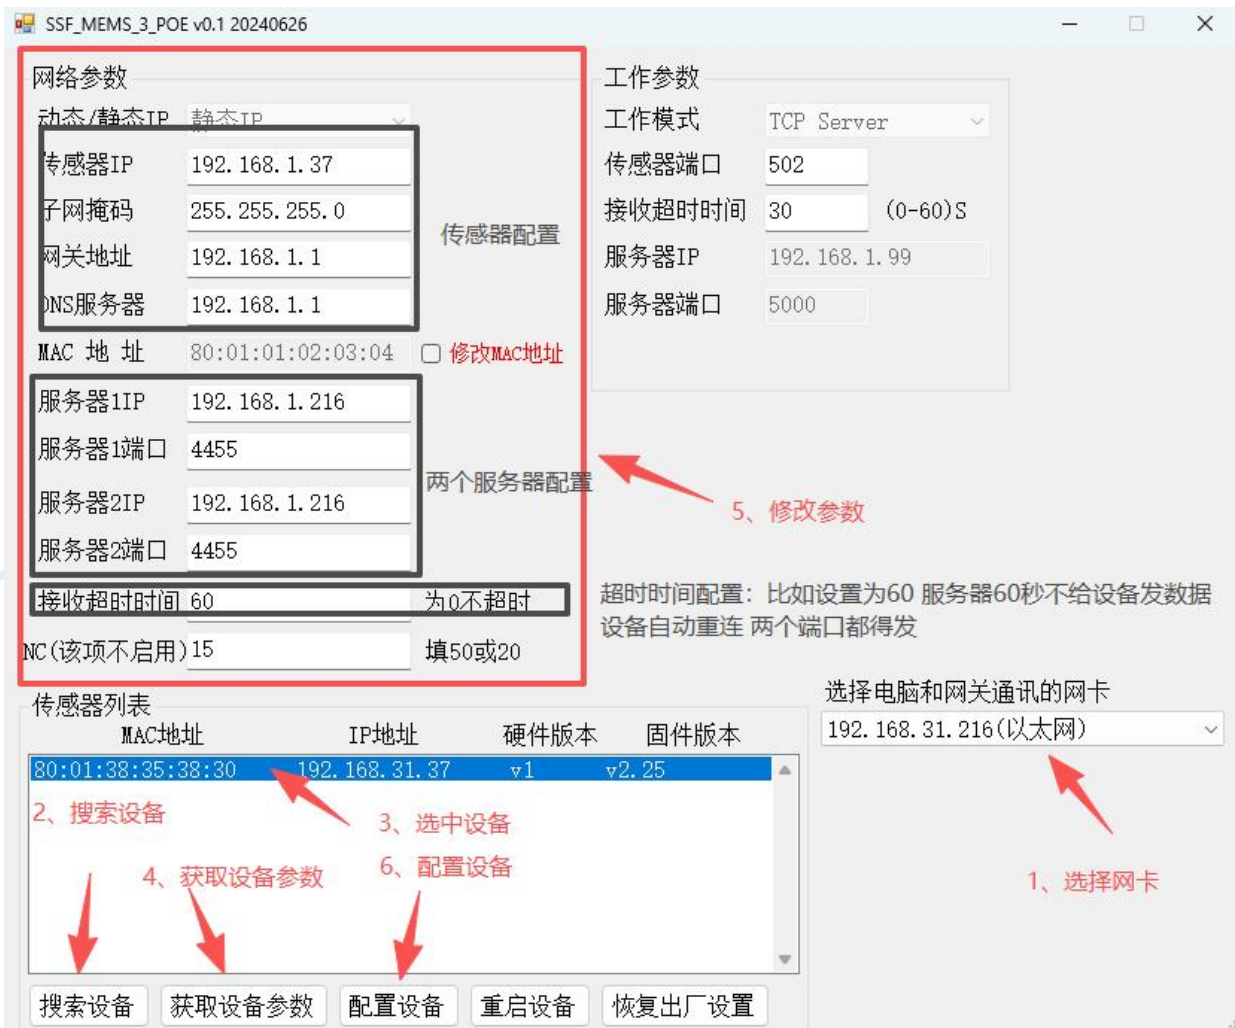 SSF_MEMS_3_POE v0.1 20240626
网络参数
动态/静态IP 静态IP
传感器IP 192.168.1.37
子网掩码 255.255.255.0
网关地址 192.168.1.1
DNS服务器 192.168.1.1
传感器配置
MAC 地 址 80:01:01:02:03:04 修改MAC地址
服务器1IP 192.168.1.216
服务器1端口 4455
服务器2IP 192.168.1.216
服务器2端口 4455
两个服务器配置
接收超时时间 60 为0不超时
NC(该项不启用) 15 填50或20
工作参数
工作模式 TCP Server
传感器端口 502
接收超时时间 30 (0-60)S
服务器IP 192.168.1.99
服务器端口 5000
5、修改参数
超时时间配置：比如设置为60 服务器60秒不给设备发数据
设备自动重连 两个端口都得发
传感器列表
MAC地址 IP地址 硬件版本 固件版本
80:01:38:35:38:30 192.168.31.37 v1 v2.25
2、搜索设备
3、选中设备
4、获取设备参数
6、配置设备
选择电脑和网关通讯的网卡
192.168.31.216(以太网)
1、选择网卡
搜索设备 获取设备参数 配置设备 重启设备 恢复出厂设置